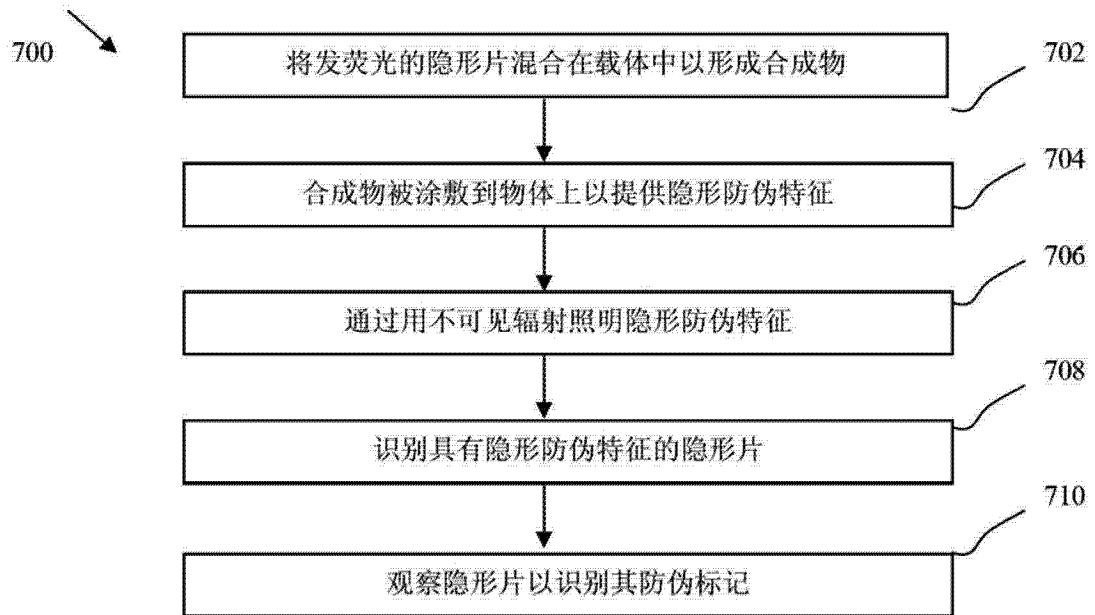 700
将发荧光的隐形片混合在载体中以形成合成物
702
合成物被涂敷到物体上以提供隐形防伪特征
704
通过用不可见辐射照明隐形防伪特征
706
识别具有隐形防伪特征的隐形片
708
观察隐形片以识别其防伪标记
710